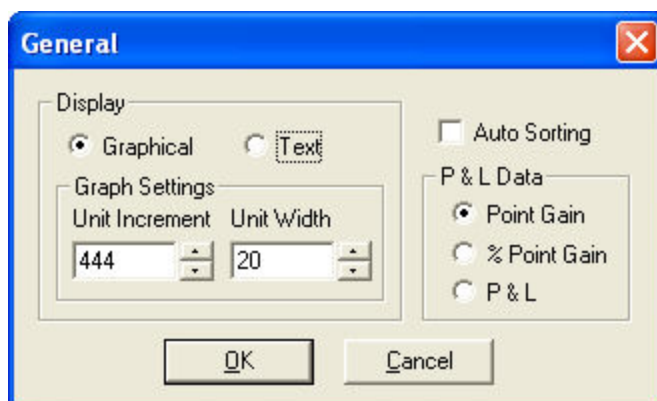 General
Display
Graphical Text
Auto Sorting
Graph Settings
Unit Increment Unit Width
444 20
P & L Data
Point Gain
% Point Gain
P & L
OK Cancel